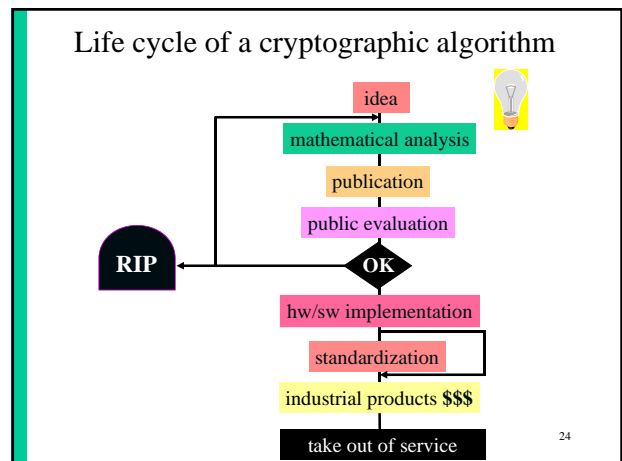 Life cycle of a cryptographic algorithm
idea
mathematical analysis
publication
public evaluation
RIP
OK
hw/sw implementation
standardization
industrial products $$$
take out of service
24